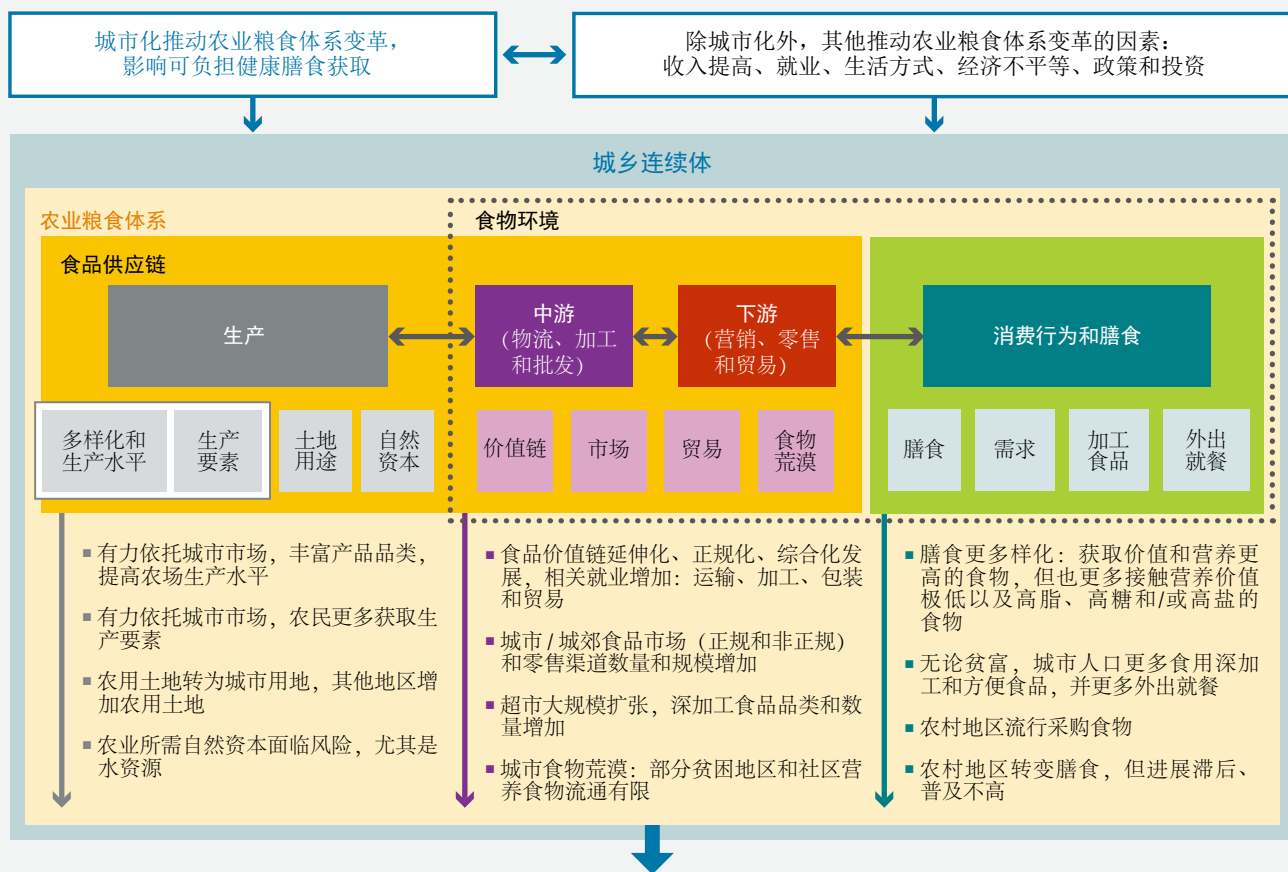 城市化推动农业粮食体系变革，
影响可负担健康膳食获取
除城市化外，其他推动农业粮食体系变革的因素：
收入提高、就业、生活方式、经济不平等、政策和投资
城乡连续体
农业粮食体系
食物环境
食品供应链
生产
中游
（物流、加工
和批发）
下游
（营销、零售
和贸易）
消费行为和膳食
多样化和
生产水平
生产
要素
土地
用途
自然
资本
价值链
市场
贸易
食物
荒漠
膳食
需求
加工
食品
外出
就餐
■ 有力依托城市市场，丰富产品品类，
提高农场生产水平
■ 有力依托城市市场，农民更多获取生
产要素
■ 农用土地转为城市用地，其他地区增
加农用土地
■ 农业所需自然资本面临风险，尤其是
水资源
■ 食品价值链延伸化、正规化、综合化发
展，相关就业增加：运输、加工、包装
和贸易
■ 城市 / 城郊食品市场（正规和非正规）
和零售渠道数量和规模增加
■ 超市大规模扩张，深加工食品品类和数
量增加
■ 城市食物荒漠：部分贫困地区和社区营
养食物流通有限
■ 膳食更多样化：获取价值和营养更
高的食物，但也更多接触营养价值
极低以及高脂、高糖和/或高盐的
食物
■ 无论贫富，城市人口更多食用深加
工和方便食品，并更多外出就餐
■ 农村地区流行采购食物
■ 农村地区转变膳食，但进展滞后、
普及不高